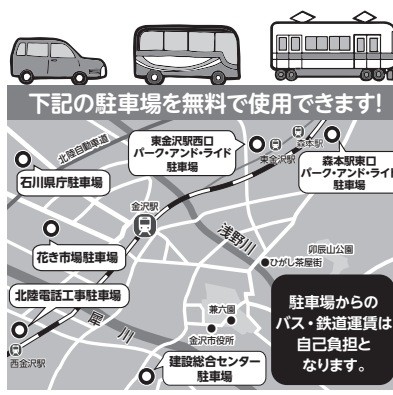 下記の駐車場を無料で使用できます!
北陸自動車道
東金沢駅西口
パーク・アンド・ライド
駐車場
東金沢駅
森本駅
森本駅東口
パーク・アンド・ライド
駐車場
石川県庁駐車場
金沢駅
浅野川
花き市場駐車場
卯辰山公園
ひがし茶屋街
北陸電話工事駐車場
兼六園
犀川
金沢市役所
西金沢駅
建設総合センター
駐車場
駐車場からの
バス・鉄道運賃は
自己負担と
なります。